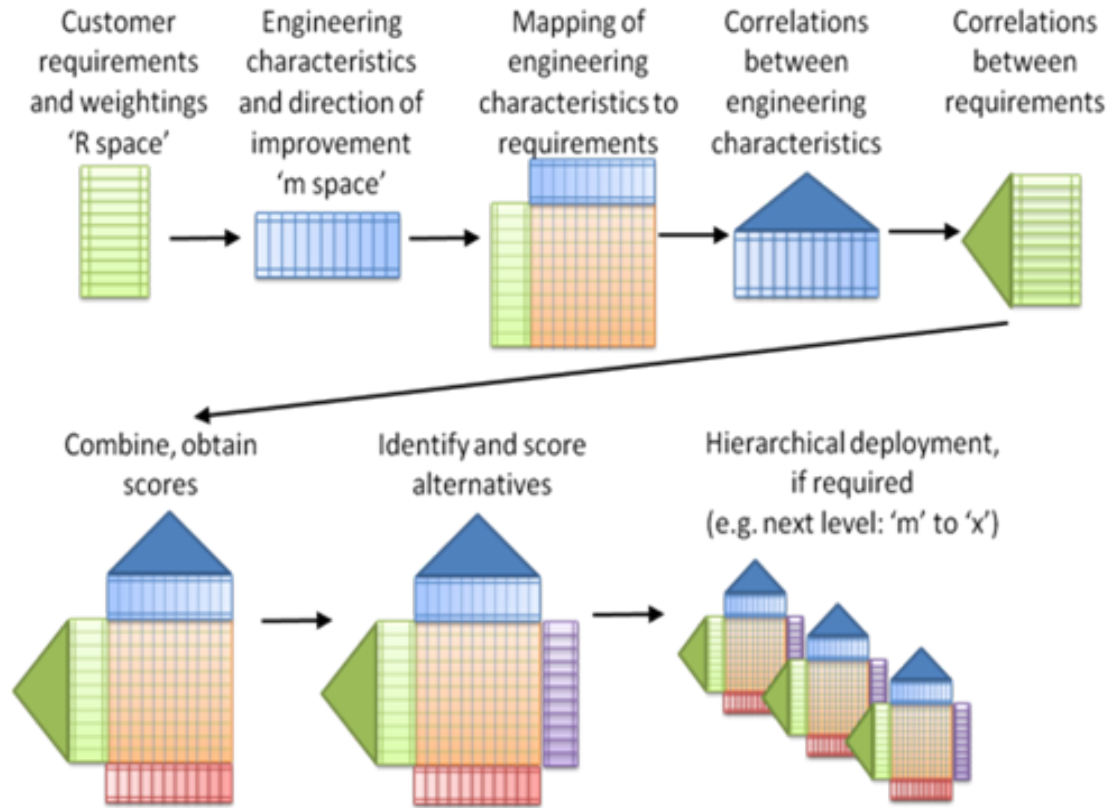 Customer
requirements
and weightings
‘R space’
Engineering
characteristics
and direction of
improvement
‘m space’
Mapping of
engineering
characteristics to
requirements
Correlations
between
engineering
characteristics
Correlations
between
requirements
Combine, obtain
scores
Identify and score
alternatives
Hierarchical deployment,
if required
(e.g. next level: ‘m’ to ‘x’)